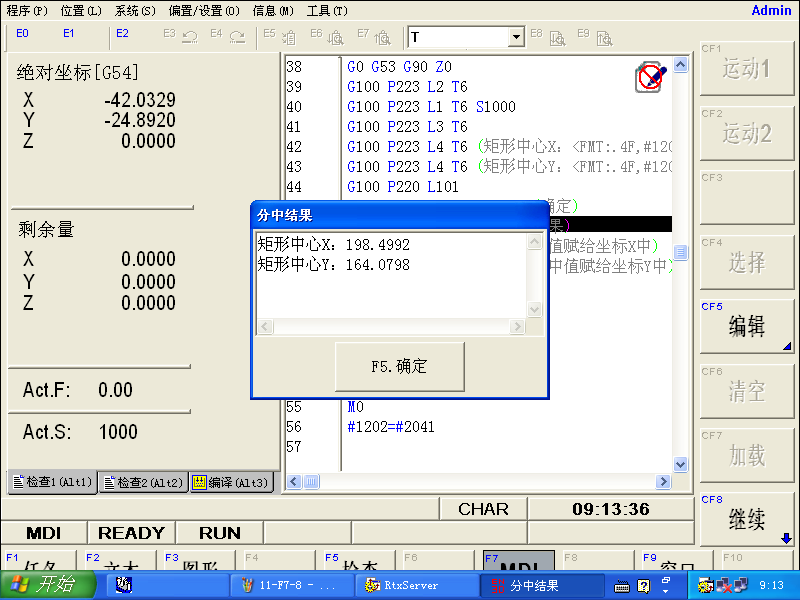 程序(P) 位置(L) 系统(S) 偏置/设置(O) 信息(M) 工具(T) Admin
E0 E1 E2 E3 E4 E5 E6 E7 T E8 E9
绝对坐标[G54]
X -42.0329
Y -24.8920
Z 0.0000
剩余量
X 0.0000
Y 0.0000
Z 0.0000
Act.F: 0.00
Act.S: 1000
检查1(Alt1) 检查2(Alt2) 编译(Alt3)
38 G0 G53 G90 Z0
39 G100 P223 L2 T6
40 G100 P223 L1 T6 S1000
41 G100 P223 L3 T6
42 G100 P223 L4 T6 (矩形中心X: <FMT:.4F,#120
43 G100 P223 L4 T6 (矩形中心Y: <FMT:.4F,#120
44 G100 P220 L101
确定)
果)
值赋给坐标X中)
中值赋给坐标Y中)
55 M0
56 #1202=#2041
57
分中结果
矩形中心X: 198.4992
矩形中心Y: 164.0798
F5.确定
CF1 运动1
CF2 运动2
CF3
CF4 选择
CF5 编辑
CF6 清空
CF7 加载
CF8 继续
CHAR 09:13:36
MDI READY RUN
F1 任务 F2 文本 F3 图形 F4 F5 检查 F6 F7 MDI F8 F9 窗口 F10
开始 11-F7-8 - ... RtxServer 分中结果 9:13